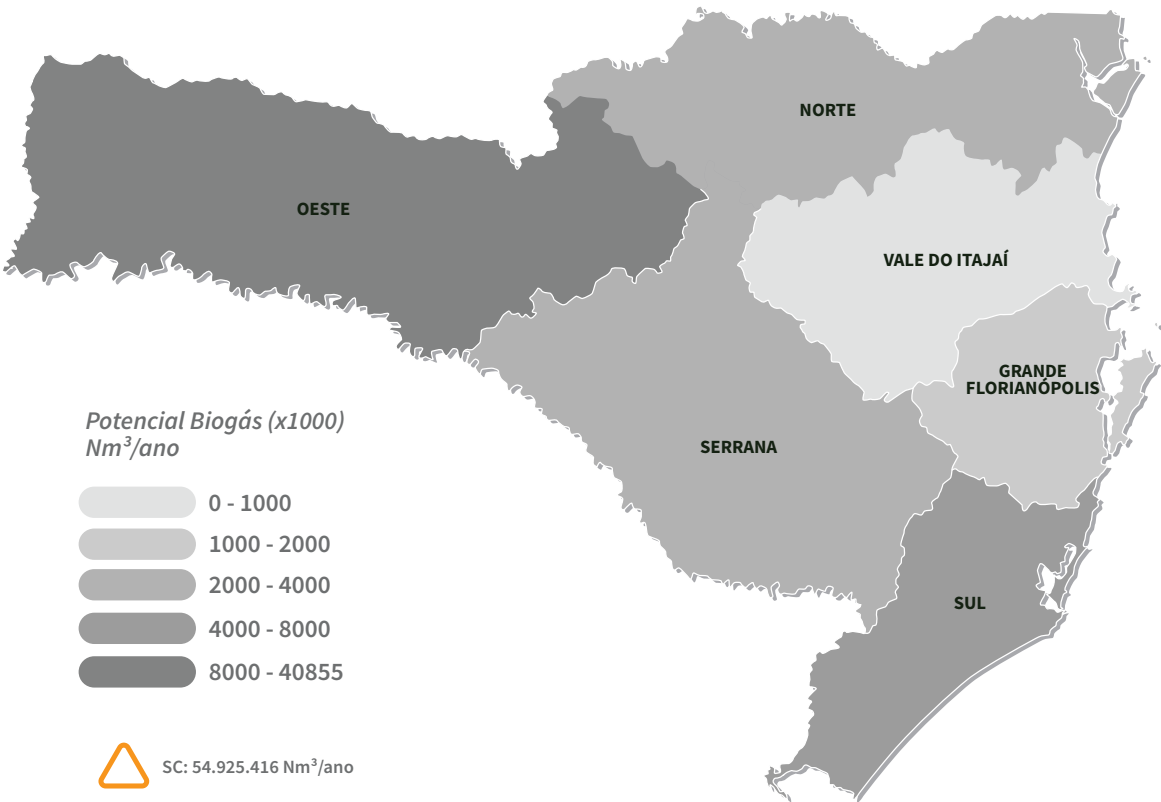 NORTE
OESTE
VALE DO ITAJAÍ
GRANDE
FLORIANÓPOLIS
SERRANA
SUL
Potencial Biogás (x1000)
Nm³/ano
0 - 1000
1000 - 2000
2000 - 4000
4000 - 8000
8000 - 40855
SC: 54.925.416 Nm³/ano